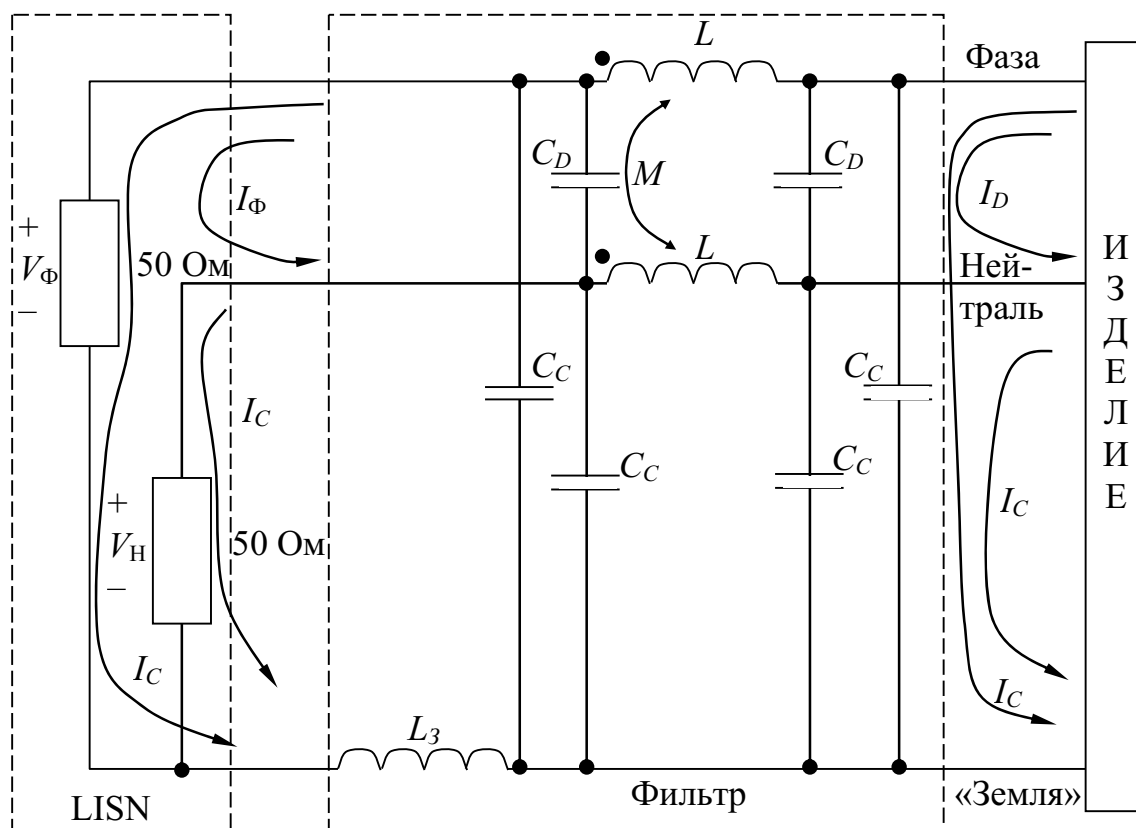 L
Фаза
C_D
M
C_D
I_Ф
I_D
+
V_Ф
–
50 Ом
L
Ней-
траль
ИЗДЕЛИЕ
C_C
C_C
I_C
C_C
C_C
I_C
+
V_Н
–
50 Ом
I_C
I_C
L_З
LISN
Фильтр
«Земля»